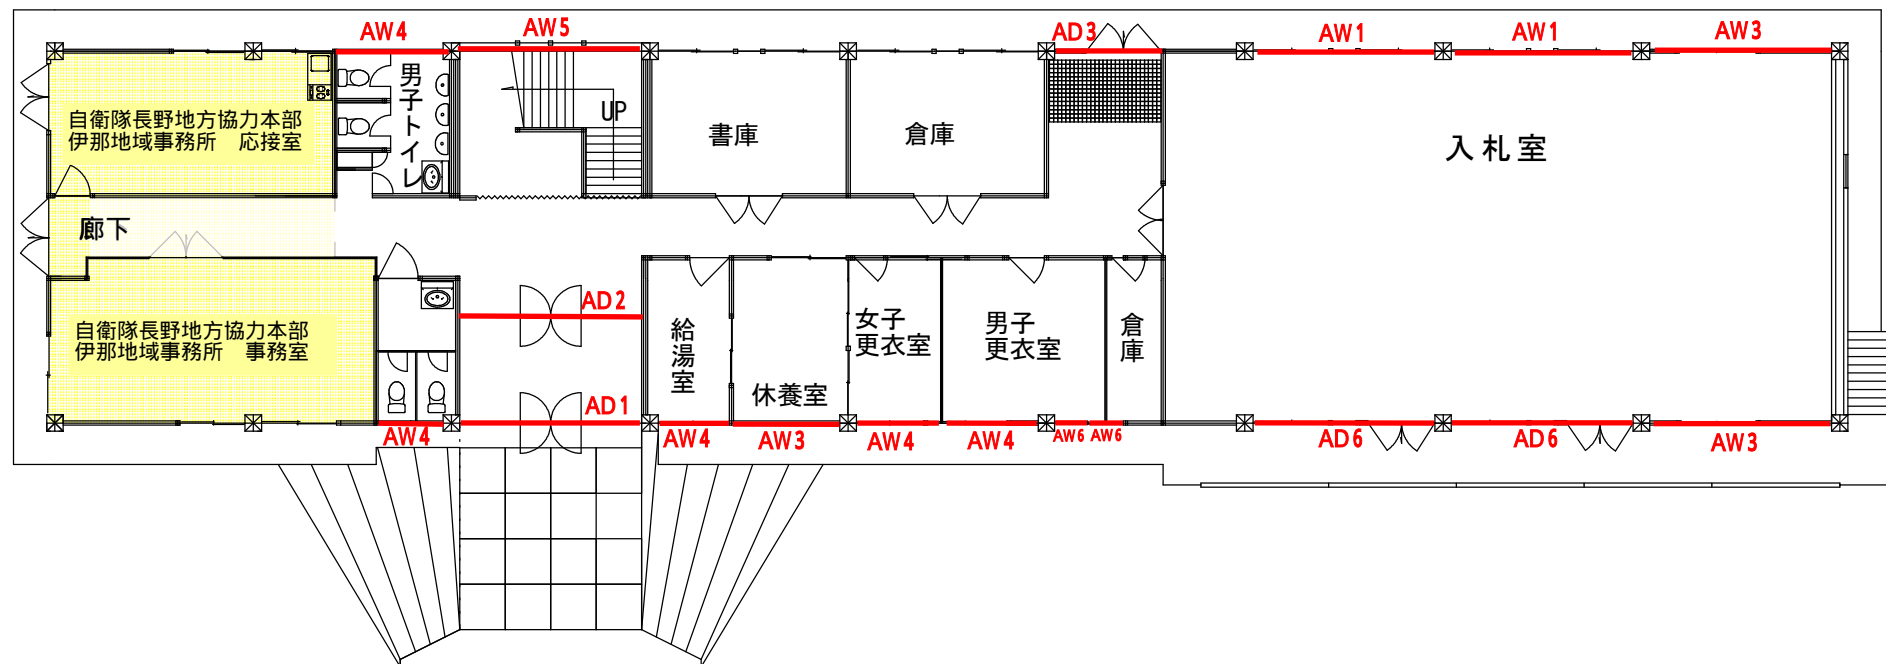 AW4
AW5
AD3
AW1
AW1
AW3
自衛隊長野地方協力本部
伊那地域事務所　応接室
男子トイレ
UP
書庫
倉庫
入札室
廊下
自衛隊長野地方協力本部
伊那地域事務所　事務室
AD2
給湯室
休養室
女子
更衣室
男子
更衣室
倉庫
AD1
AW4
AW4
AW3
AW4
AW4
AW6
AW6
AD6
AD6
AW3